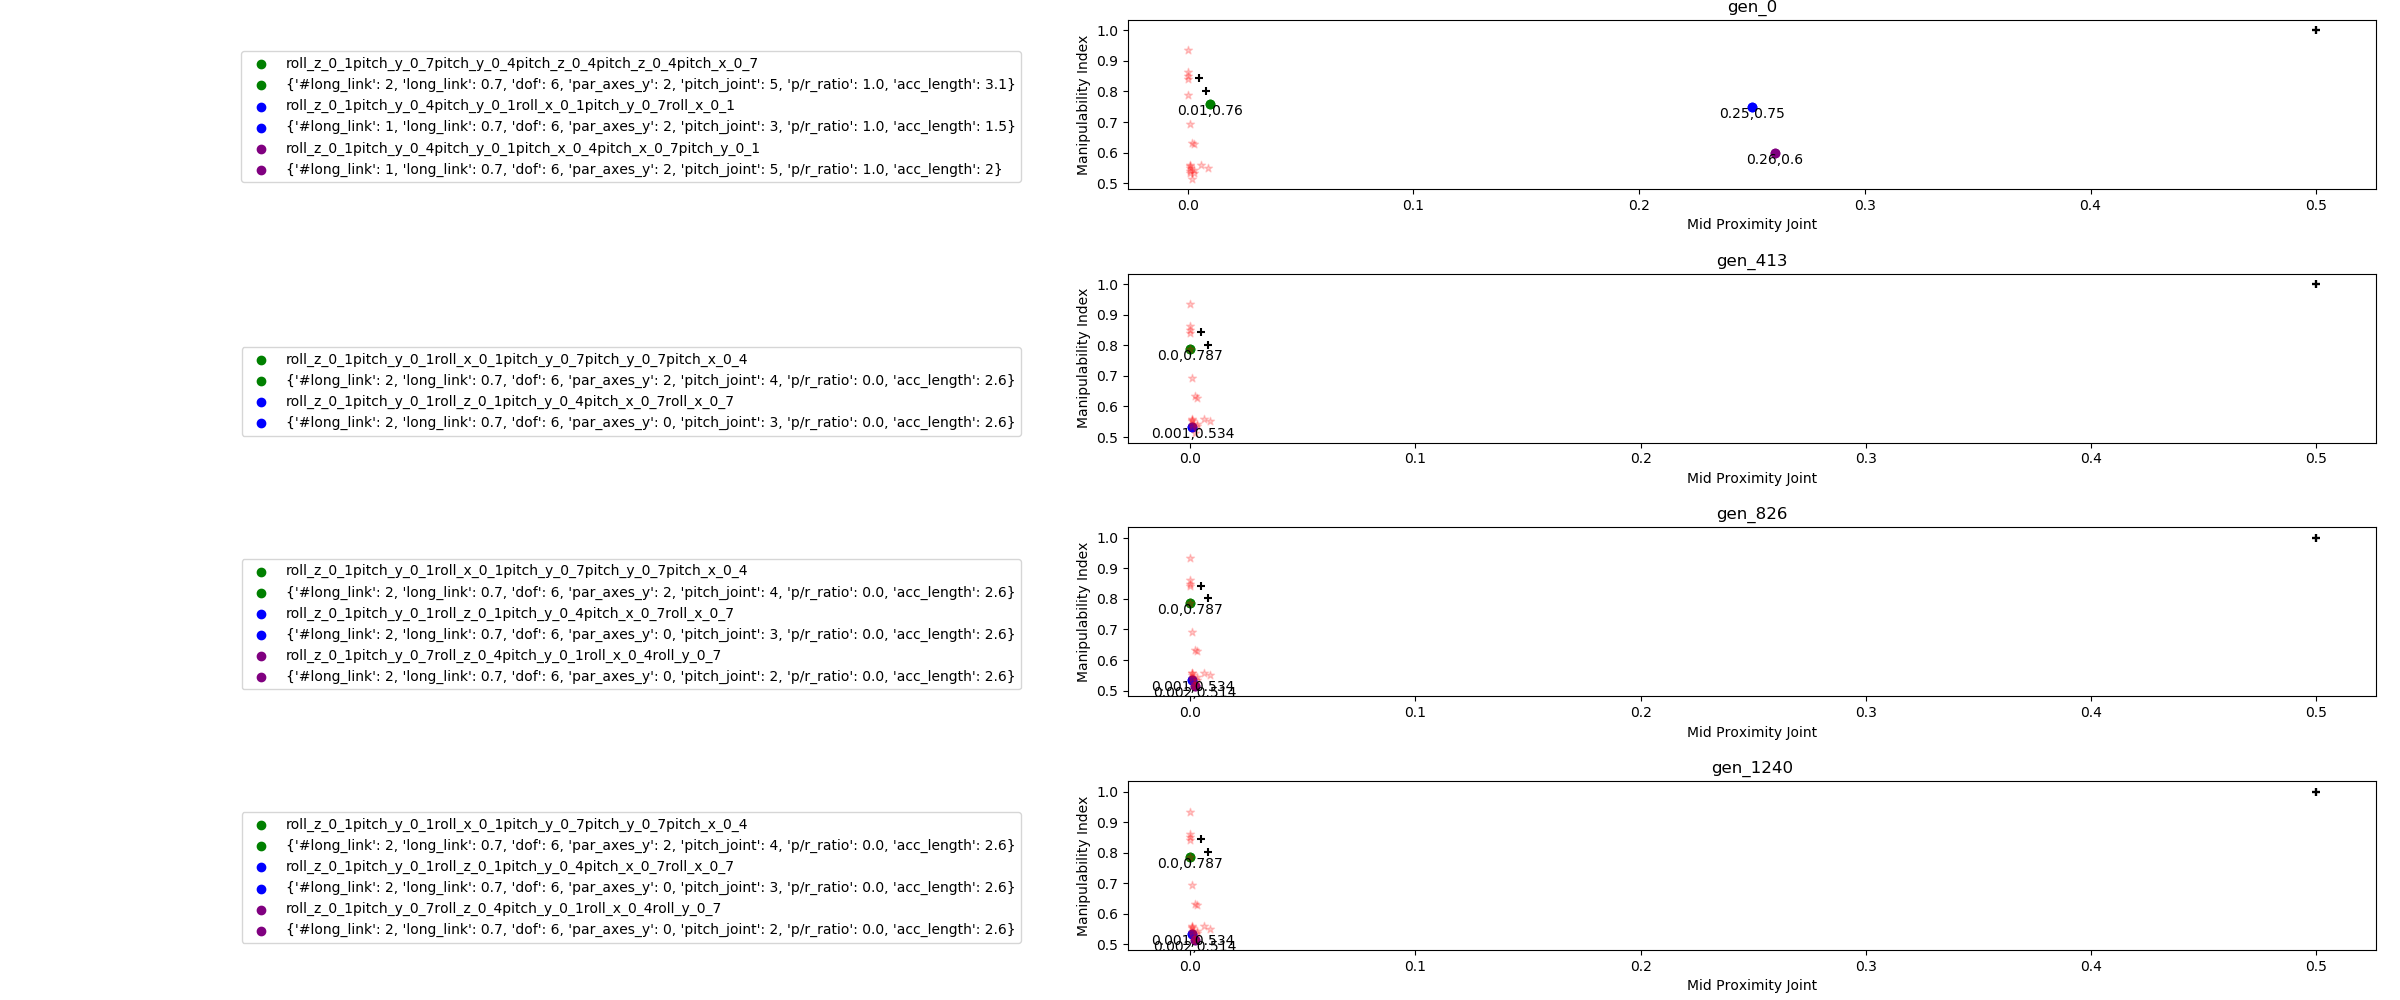 gen_0
roll_z_0_1pitch_y_0_7pitch_y_0_4pitch_z_0_4pitch_z_0_4pitch_x_0_7
{'#long_link': 2, 'long_link': 0.7, 'dof': 6, 'par_axes_y': 2, 'pitch_joint': 5, 'p/r_ratio': 1.0, 'acc_length': 3.1}
roll_z_0_1pitch_y_0_4pitch_y_0_1roll_x_0_1pitch_y_0_7roll_x_0_1
{'#long_link': 1, 'long_link': 0.7, 'dof': 6, 'par_axes_y': 2, 'pitch_joint': 3, 'p/r_ratio': 1.0, 'acc_length': 1.5}
roll_z_0_1pitch_y_0_4pitch_y_0_1pitch_x_0_4pitch_x_0_7pitch_y_0_1
{'#long_link': 1, 'long_link': 0.7, 'dof': 6, 'par_axes_y': 2, 'pitch_joint': 5, 'p/r_ratio': 1.0, 'acc_length': 2}
Manipulability Index
1.0
0.9
0.8
0.7
0.6
0.5
0.01,0.76
0.25,0.75
0.26,0.6
0.0 0.1 0.2 0.3 0.4 0.5
Mid Proximity Joint
gen_413
roll_z_0_1pitch_y_0_1roll_x_0_1pitch_y_0_7pitch_y_0_7pitch_x_0_4
{'#long_link': 2, 'long_link': 0.7, 'dof': 6, 'par_axes_y': 2, 'pitch_joint': 4, 'p/r_ratio': 0.0, 'acc_length': 2.6}
roll_z_0_1pitch_y_0_1roll_z_0_1pitch_y_0_4pitch_x_0_7roll_x_0_7
{'#long_link': 2, 'long_link': 0.7, 'dof': 6, 'par_axes_y': 0, 'pitch_joint': 3, 'p/r_ratio': 0.0, 'acc_length': 2.6}
Manipulability Index
1.0
0.9
0.8
0.7
0.6
0.5
0.0,0.787
0.001,0.534
0.0 0.1 0.2 0.3 0.4 0.5
Mid Proximity Joint
gen_826
roll_z_0_1pitch_y_0_1roll_x_0_1pitch_y_0_7pitch_y_0_7pitch_x_0_4
{'#long_link': 2, 'long_link': 0.7, 'dof': 6, 'par_axes_y': 2, 'pitch_joint': 4, 'p/r_ratio': 0.0, 'acc_length': 2.6}
roll_z_0_1pitch_y_0_1roll_z_0_1pitch_y_0_4pitch_x_0_7roll_x_0_7
{'#long_link': 2, 'long_link': 0.7, 'dof': 6, 'par_axes_y': 0, 'pitch_joint': 3, 'p/r_ratio': 0.0, 'acc_length': 2.6}
roll_z_0_1pitch_y_0_7roll_z_0_4pitch_y_0_1roll_x_0_4roll_y_0_7
{'#long_link': 2, 'long_link': 0.7, 'dof': 6, 'par_axes_y': 0, 'pitch_joint': 2, 'p/r_ratio': 0.0, 'acc_length': 2.6}
Manipulability Index
1.0
0.9
0.8
0.7
0.6
0.5
0.0,0.787
0.001,0.534
0.002,0.514
0.0 0.1 0.2 0.3 0.4 0.5
Mid Proximity Joint
gen_1240
roll_z_0_1pitch_y_0_1roll_x_0_1pitch_y_0_7pitch_y_0_7pitch_x_0_4
{'#long_link': 2, 'long_link': 0.7, 'dof': 6, 'par_axes_y': 2, 'pitch_joint': 4, 'p/r_ratio': 0.0, 'acc_length': 2.6}
roll_z_0_1pitch_y_0_1roll_z_0_1pitch_y_0_4pitch_x_0_7roll_x_0_7
{'#long_link': 2, 'long_link': 0.7, 'dof': 6, 'par_axes_y': 0, 'pitch_joint': 3, 'p/r_ratio': 0.0, 'acc_length': 2.6}
roll_z_0_1pitch_y_0_7roll_z_0_4pitch_y_0_1roll_x_0_4roll_y_0_7
{'#long_link': 2, 'long_link': 0.7, 'dof': 6, 'par_axes_y': 0, 'pitch_joint': 2, 'p/r_ratio': 0.0, 'acc_length': 2.6}
Manipulability Index
1.0
0.9
0.8
0.7
0.6
0.5
0.0,0.787
0.001,0.534
0.002,0.514
0.0 0.1 0.2 0.3 0.4 0.5
Mid Proximity Joint